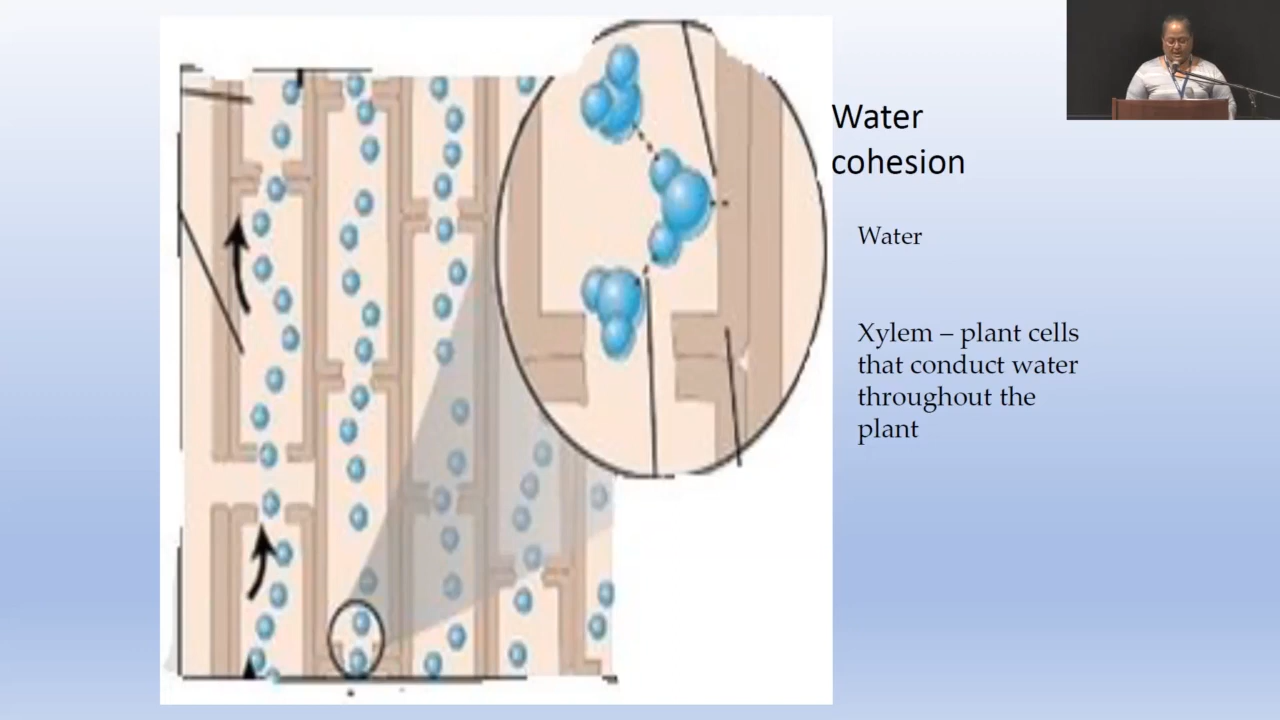 Water
cohesion
Water
Xylem – plant cells
that conduct water
throughout the
plant